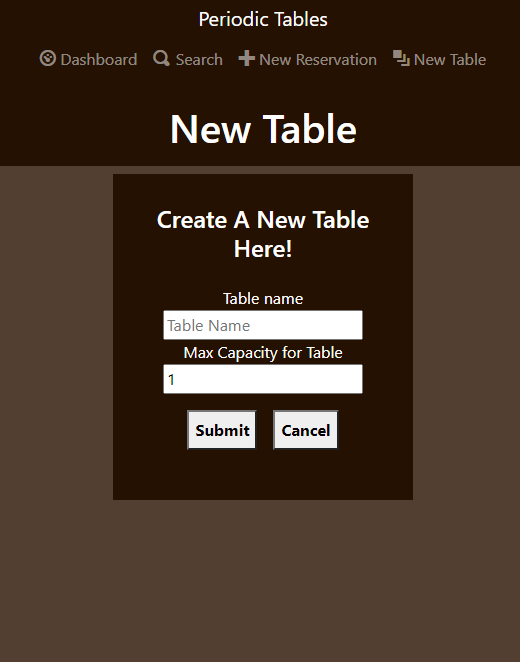 Periodic Tables
Dashboard Search New Reservation New Table
New Table
Create A New Table
Here!
Table name
Table Name
Max Capacity for Table
1
Submit Cancel